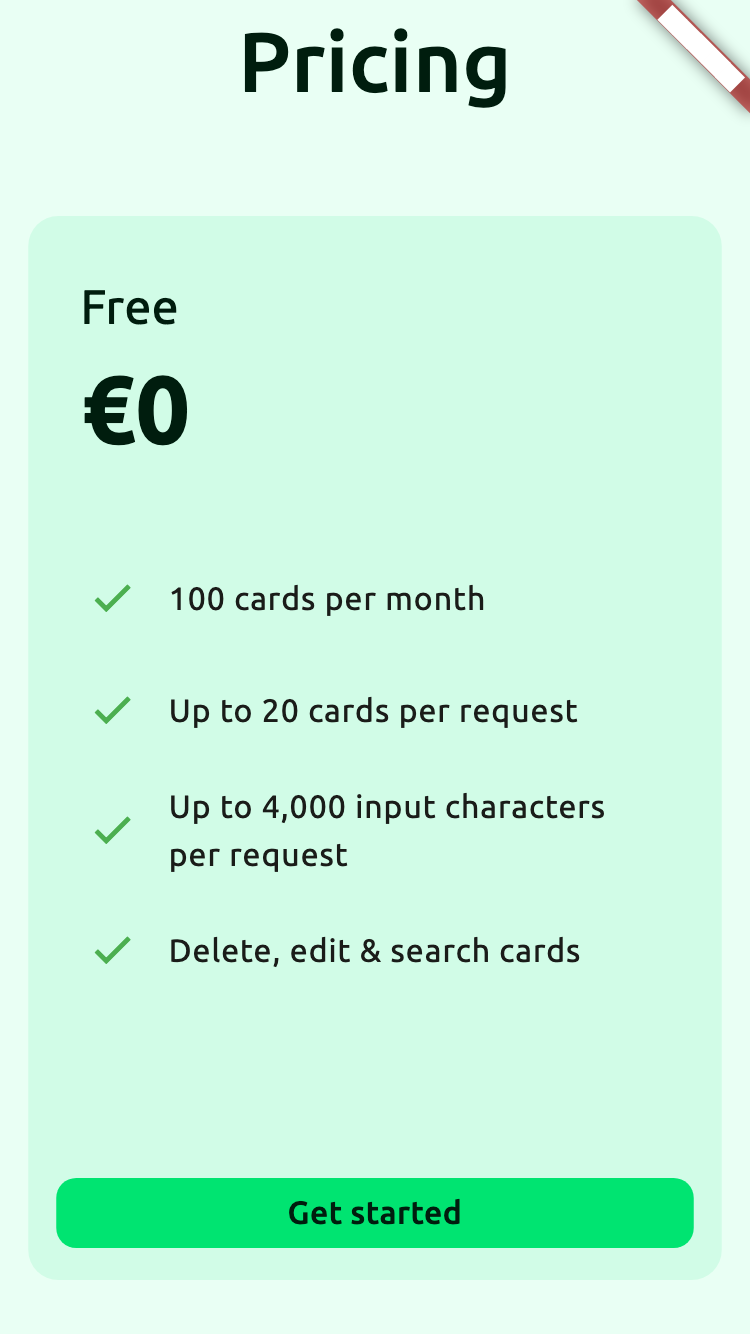 Pricing
Free
€0
100 cards per month
Up to 20 cards per request
Up to 4,000 input characters
per request
Delete, edit & search cards
Get started